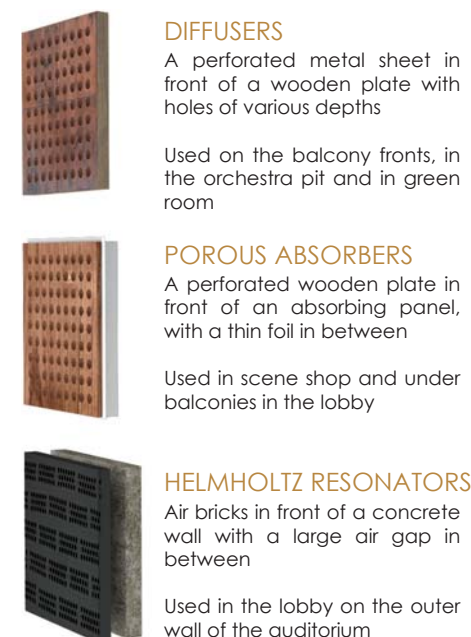 DIFFUSERS
A perforated metal sheet in
front of a wooden plate with
holes of various depths
Used on the balcony fronts, in
the orchestra pit and in green
room
POROUS ABSORBERS
A perforated wooden plate in
front of an absorbing panel,
with a thin foil in between
Used in scene shop and under
balconies in the lobby
HELMHOLTZ RESONATORS
Air bricks in front of a concrete
wall with a large air gap in
between
Used in the lobby on the outer
wall of the auditorium